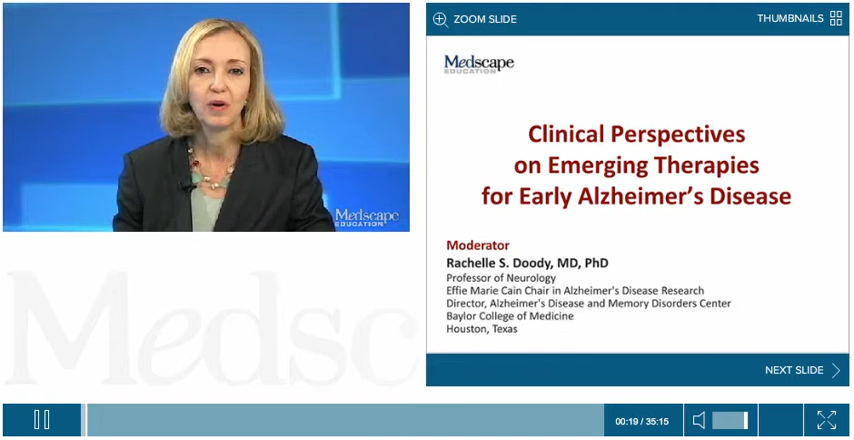 Medscape
EDUCATION
ZOOM SLIDE
THUMBNAILS
Medscape
EDUCATION
Clinical Perspectives
on Emerging Therapies
for Early Alzheimer's Disease
Moderator
Rachelle S. Doody, MD, PhD
Professor of Neurology
Effie Marie Cain Chair in Alzheimer's Disease Research
Director, Alzheimer's Disease and Memory Disorders Center
Baylor College of Medicine
Houston, Texas
NEXT SLIDE
Medsc
00:19 / 35:15